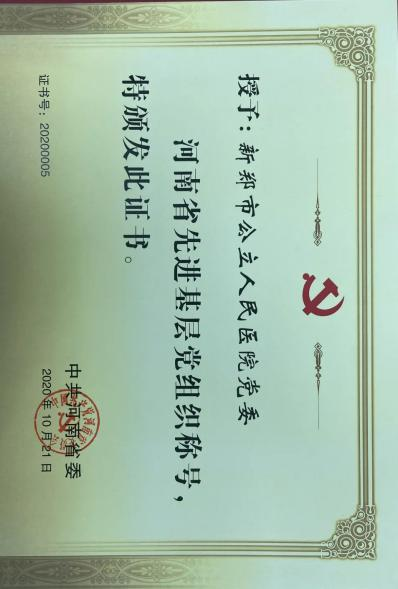 授予：新郑市公立人民医院党委
河南省先进基层党组织称号，
特颁发此证书。
中共河南省委
2020年10月21日
证书号：20200005